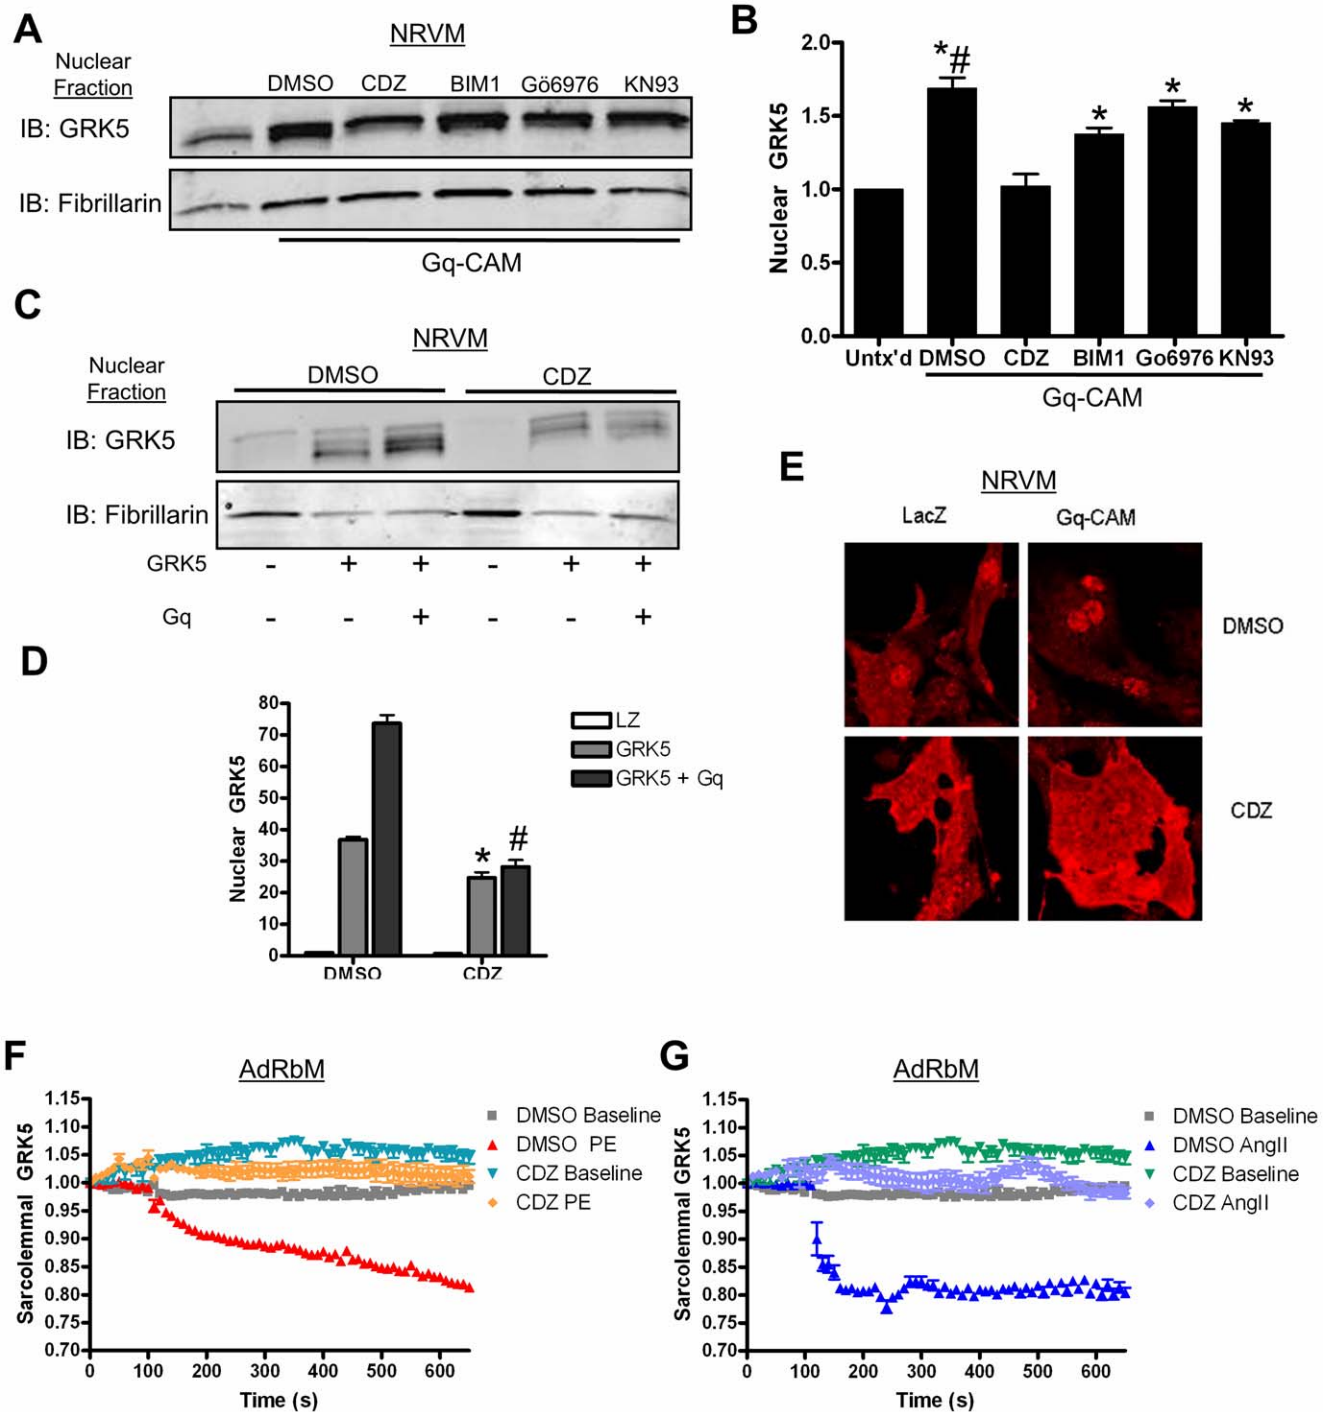 A
NRVM
Nuclear
Fraction
DMSO CDZ BIM1 Gö6976 KN93
IB: GRK5
IB: Fibrillarin
Gq-CAM
B
2.0
1.5
1.0
0.5
0.0
Nuclear GRK5
*# * * *
Untx'd DMSO CDZ BIM1 Go6976 KN93
Gq-CAM
C
NRVM
Nuclear
Fraction
DMSO CDZ
IB: GRK5
IB: Fibrillarin
GRK5 - + + - + +
Gq - - + - - +
D
80
70
60
50
40
30
20
10
0
Nuclear GRK5
* #
DMSO CDZ
LZ
GRK5
GRK5 + Gq
E
NRVM
LacZ Gq-CAM
DMSO
CDZ
F
AdRbM
1.15
1.10
1.05
1.00
0.95
0.90
0.85
0.80
0.75
0.70
Sarcolemmal GRK5
0 100 200 300 400 500 600
Time (s)
DMSO Baseline
DMSO PE
CDZ Baseline
CDZ PE
G
AdRbM
1.15
1.10
1.05
1.00
0.95
0.90
0.85
0.80
0.75
0.70
Sarcolemmal GRK5
0 100 200 300 400 500 600
Time (s)
DMSO Baseline
DMSO AngII
CDZ Baseline
CDZ AngII